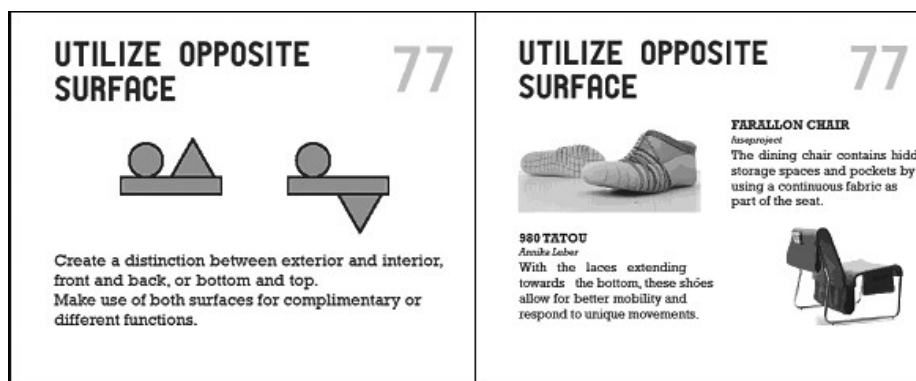 UTILIZE OPPOSITE
SURFACE
77
Create a distinction between exterior and interior,
front and back, or bottom and top.
Make use of both surfaces for complimentary or
different functions.
UTILIZE OPPOSITE
SURFACE
77
FARALLON CHAIR
fuseproject
The dining chair contains hidd
storage spaces and pockets by
using a continuous fabric as
part of the seat.
980 TATOU
Annika Luber
With the laces extending
towards the bottom, these shoes
allow for better mobility and
respond to unique movements.